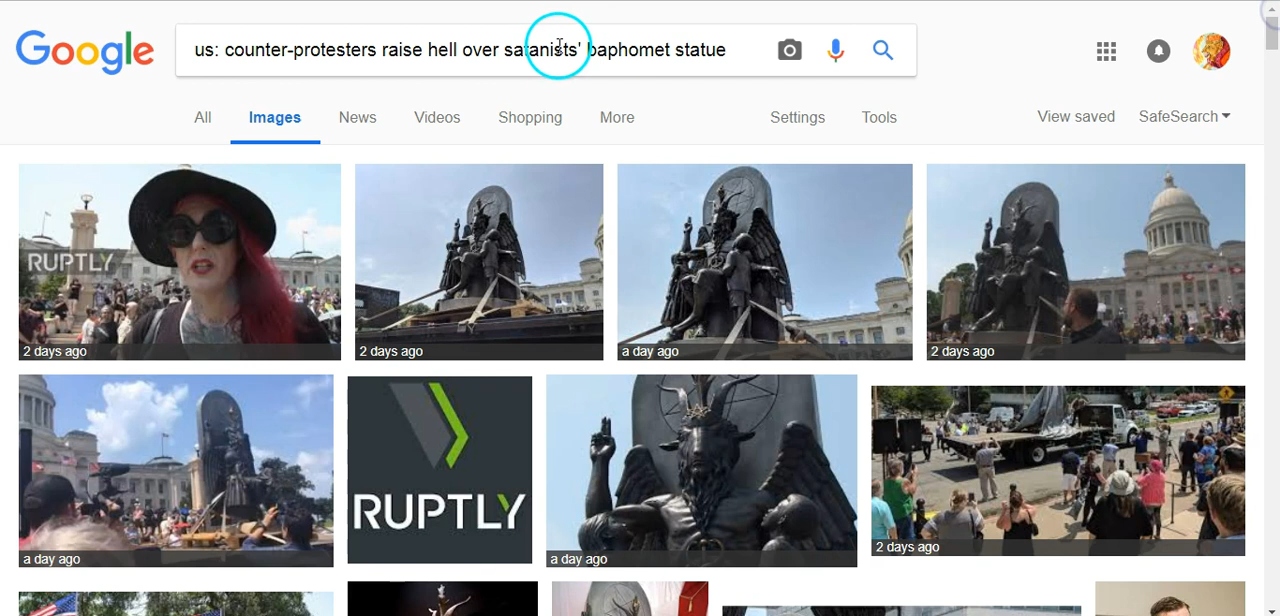 Google
us: counter-protesters raise hell over satanists' baphomet statue
All Images News Videos Shopping More Settings Tools View saved SafeSearch
RUPTLY
2 days ago
2 days ago
a day ago
2 days ago
a day ago
RUPTLY
a day ago
2 days ago